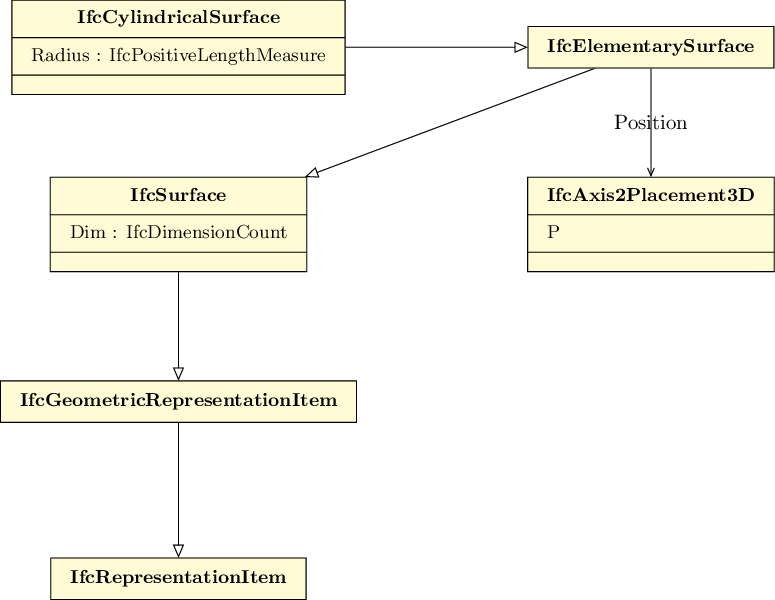 IfcCylindricalSurface
Radius : IfcPositiveLengthMeasure
IfcElementarySurface
Position
IfcSurface
Dim : IfcDimensionCount
IfcAxis2Placement3D
P
IfcGeometricRepresentationItem
IfcRepresentationItem